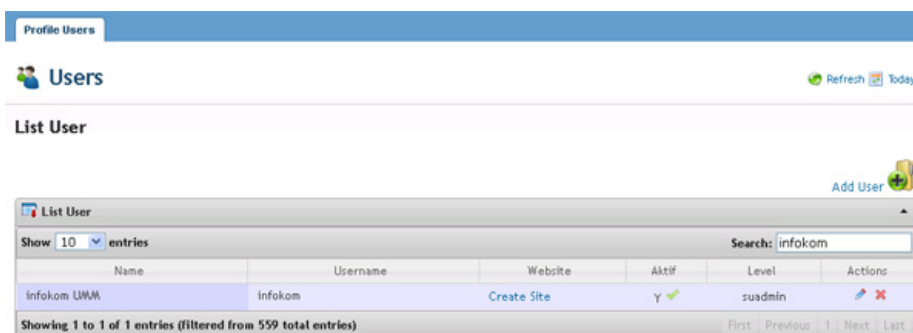 Profile Users
Users
Refresh Today
List User
Add User
List User
Show 10 entries Search: infokom
Name Username Website Aktif Level Actions
infokom UMM infokom Create Site Y suadmin
Showing 1 to 1 of 1 entries (filtered from 559 total entries) First Previous 1 Next Last